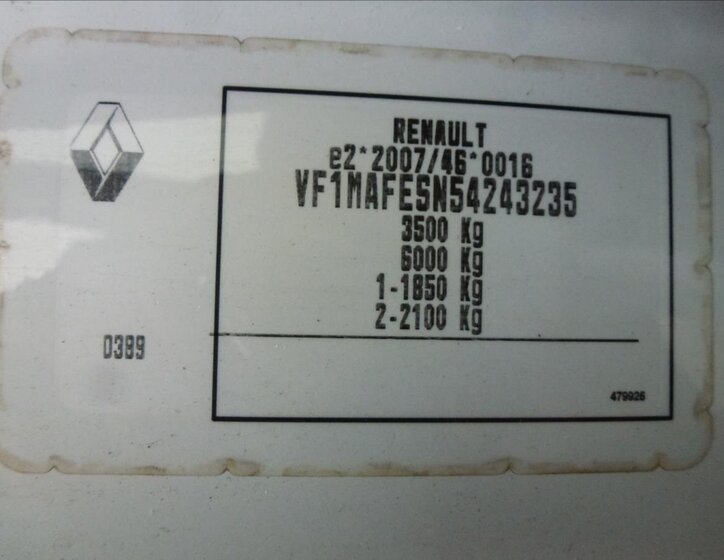 RENAULT
e2*2007/46*0016
VF1MAFESN54243235
3500 Kg
6000 Kg
1-1850 Kg
2-2100 Kg
0389
479926